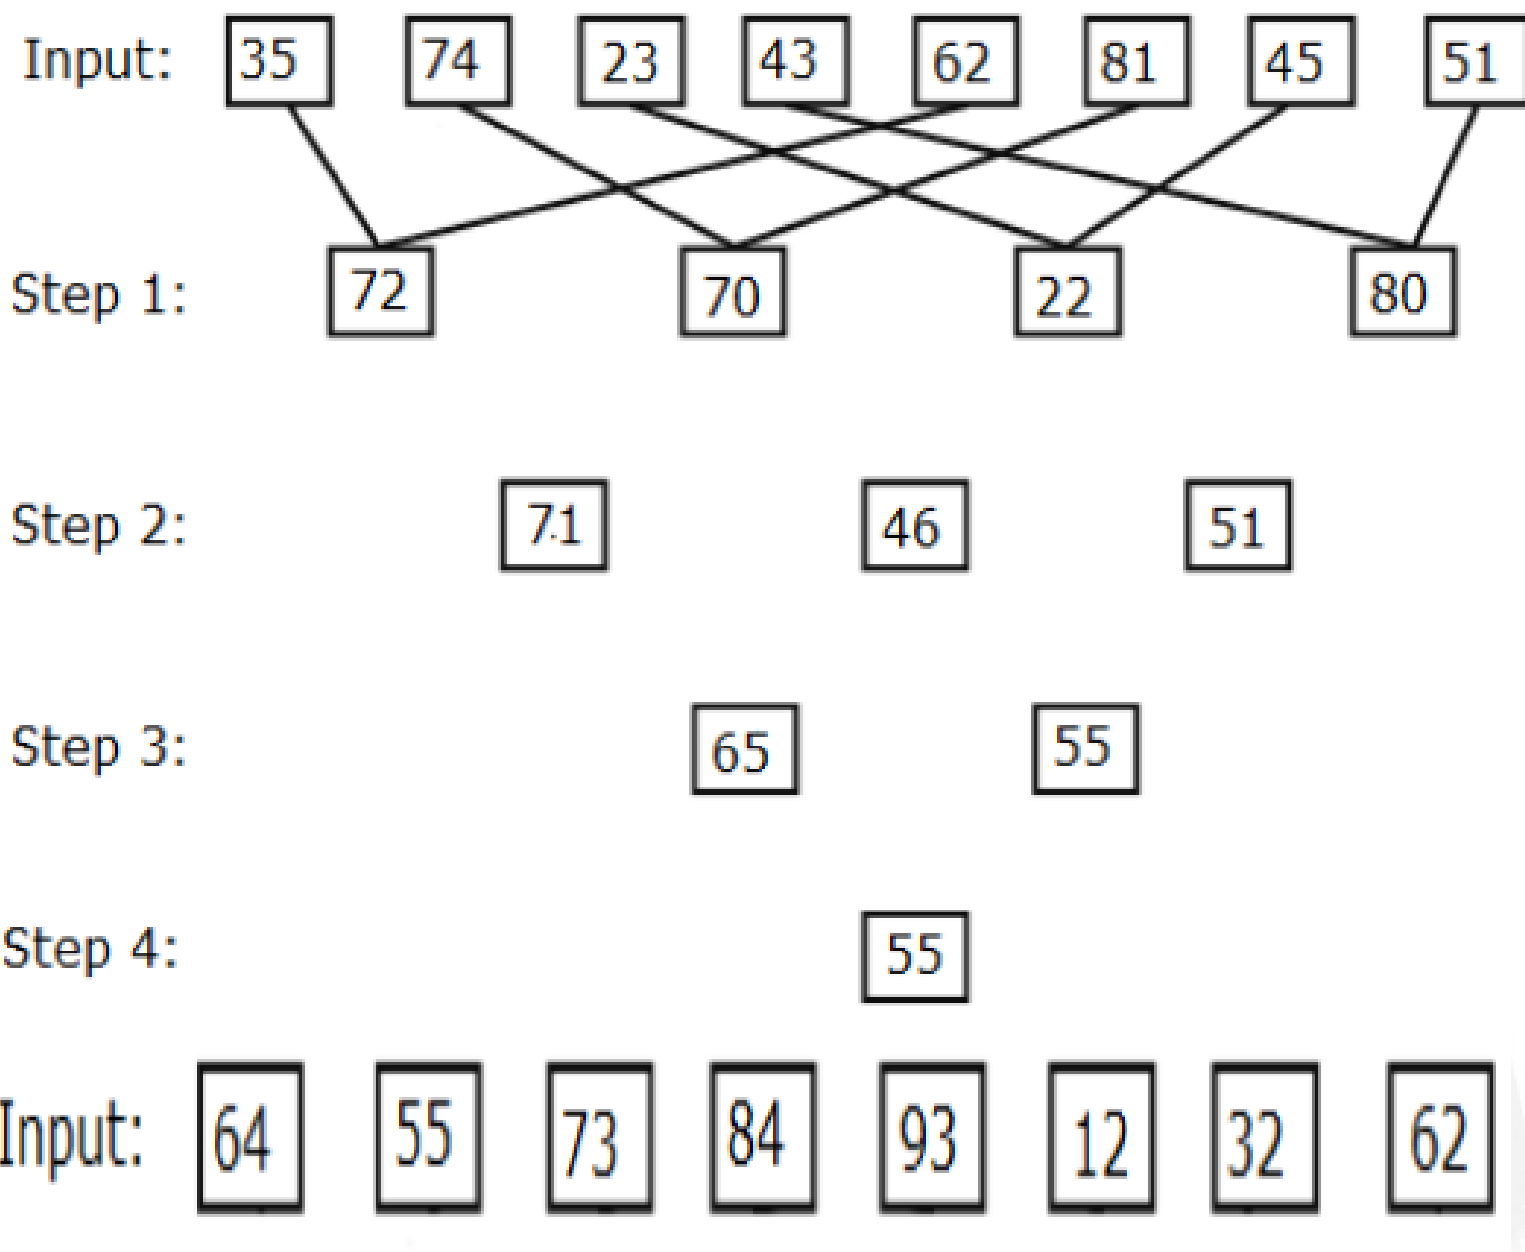 Input: 35 74 23 43 62 81 45 51
Step 1: 72 70 22 80
Step 2: 71 46 51
Step 3: 65 55
Step 4: 55
Input: 64 55 73 84 93 12 32 62